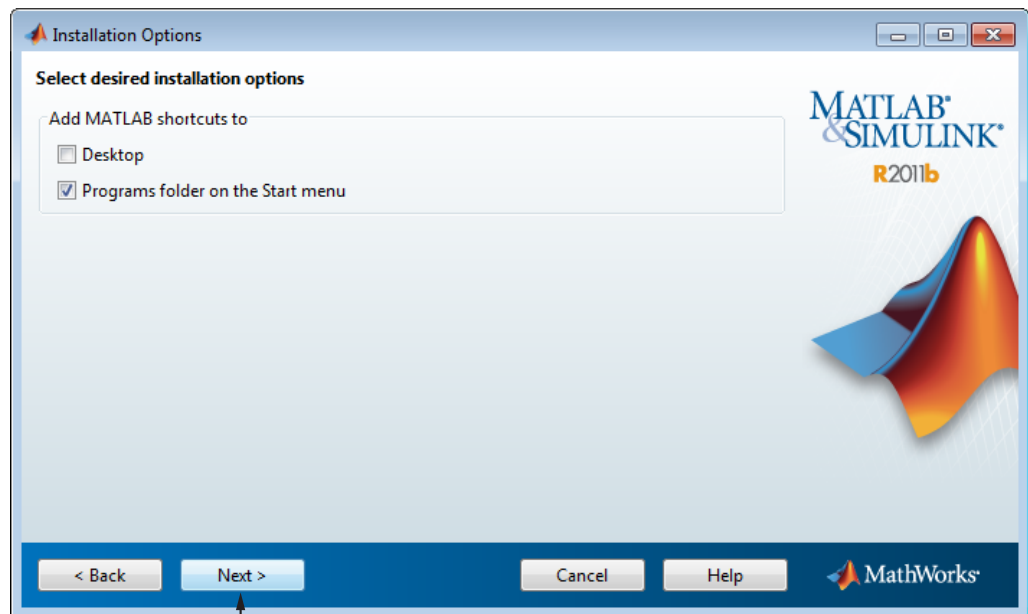 Installation Options
Select desired installation options
Add MATLAB shortcuts to
Desktop
Programs folder on the Start menu
MATLAB®
&SIMULINK®
R2011b
< Back
Next >
Cancel
Help
MathWorks®